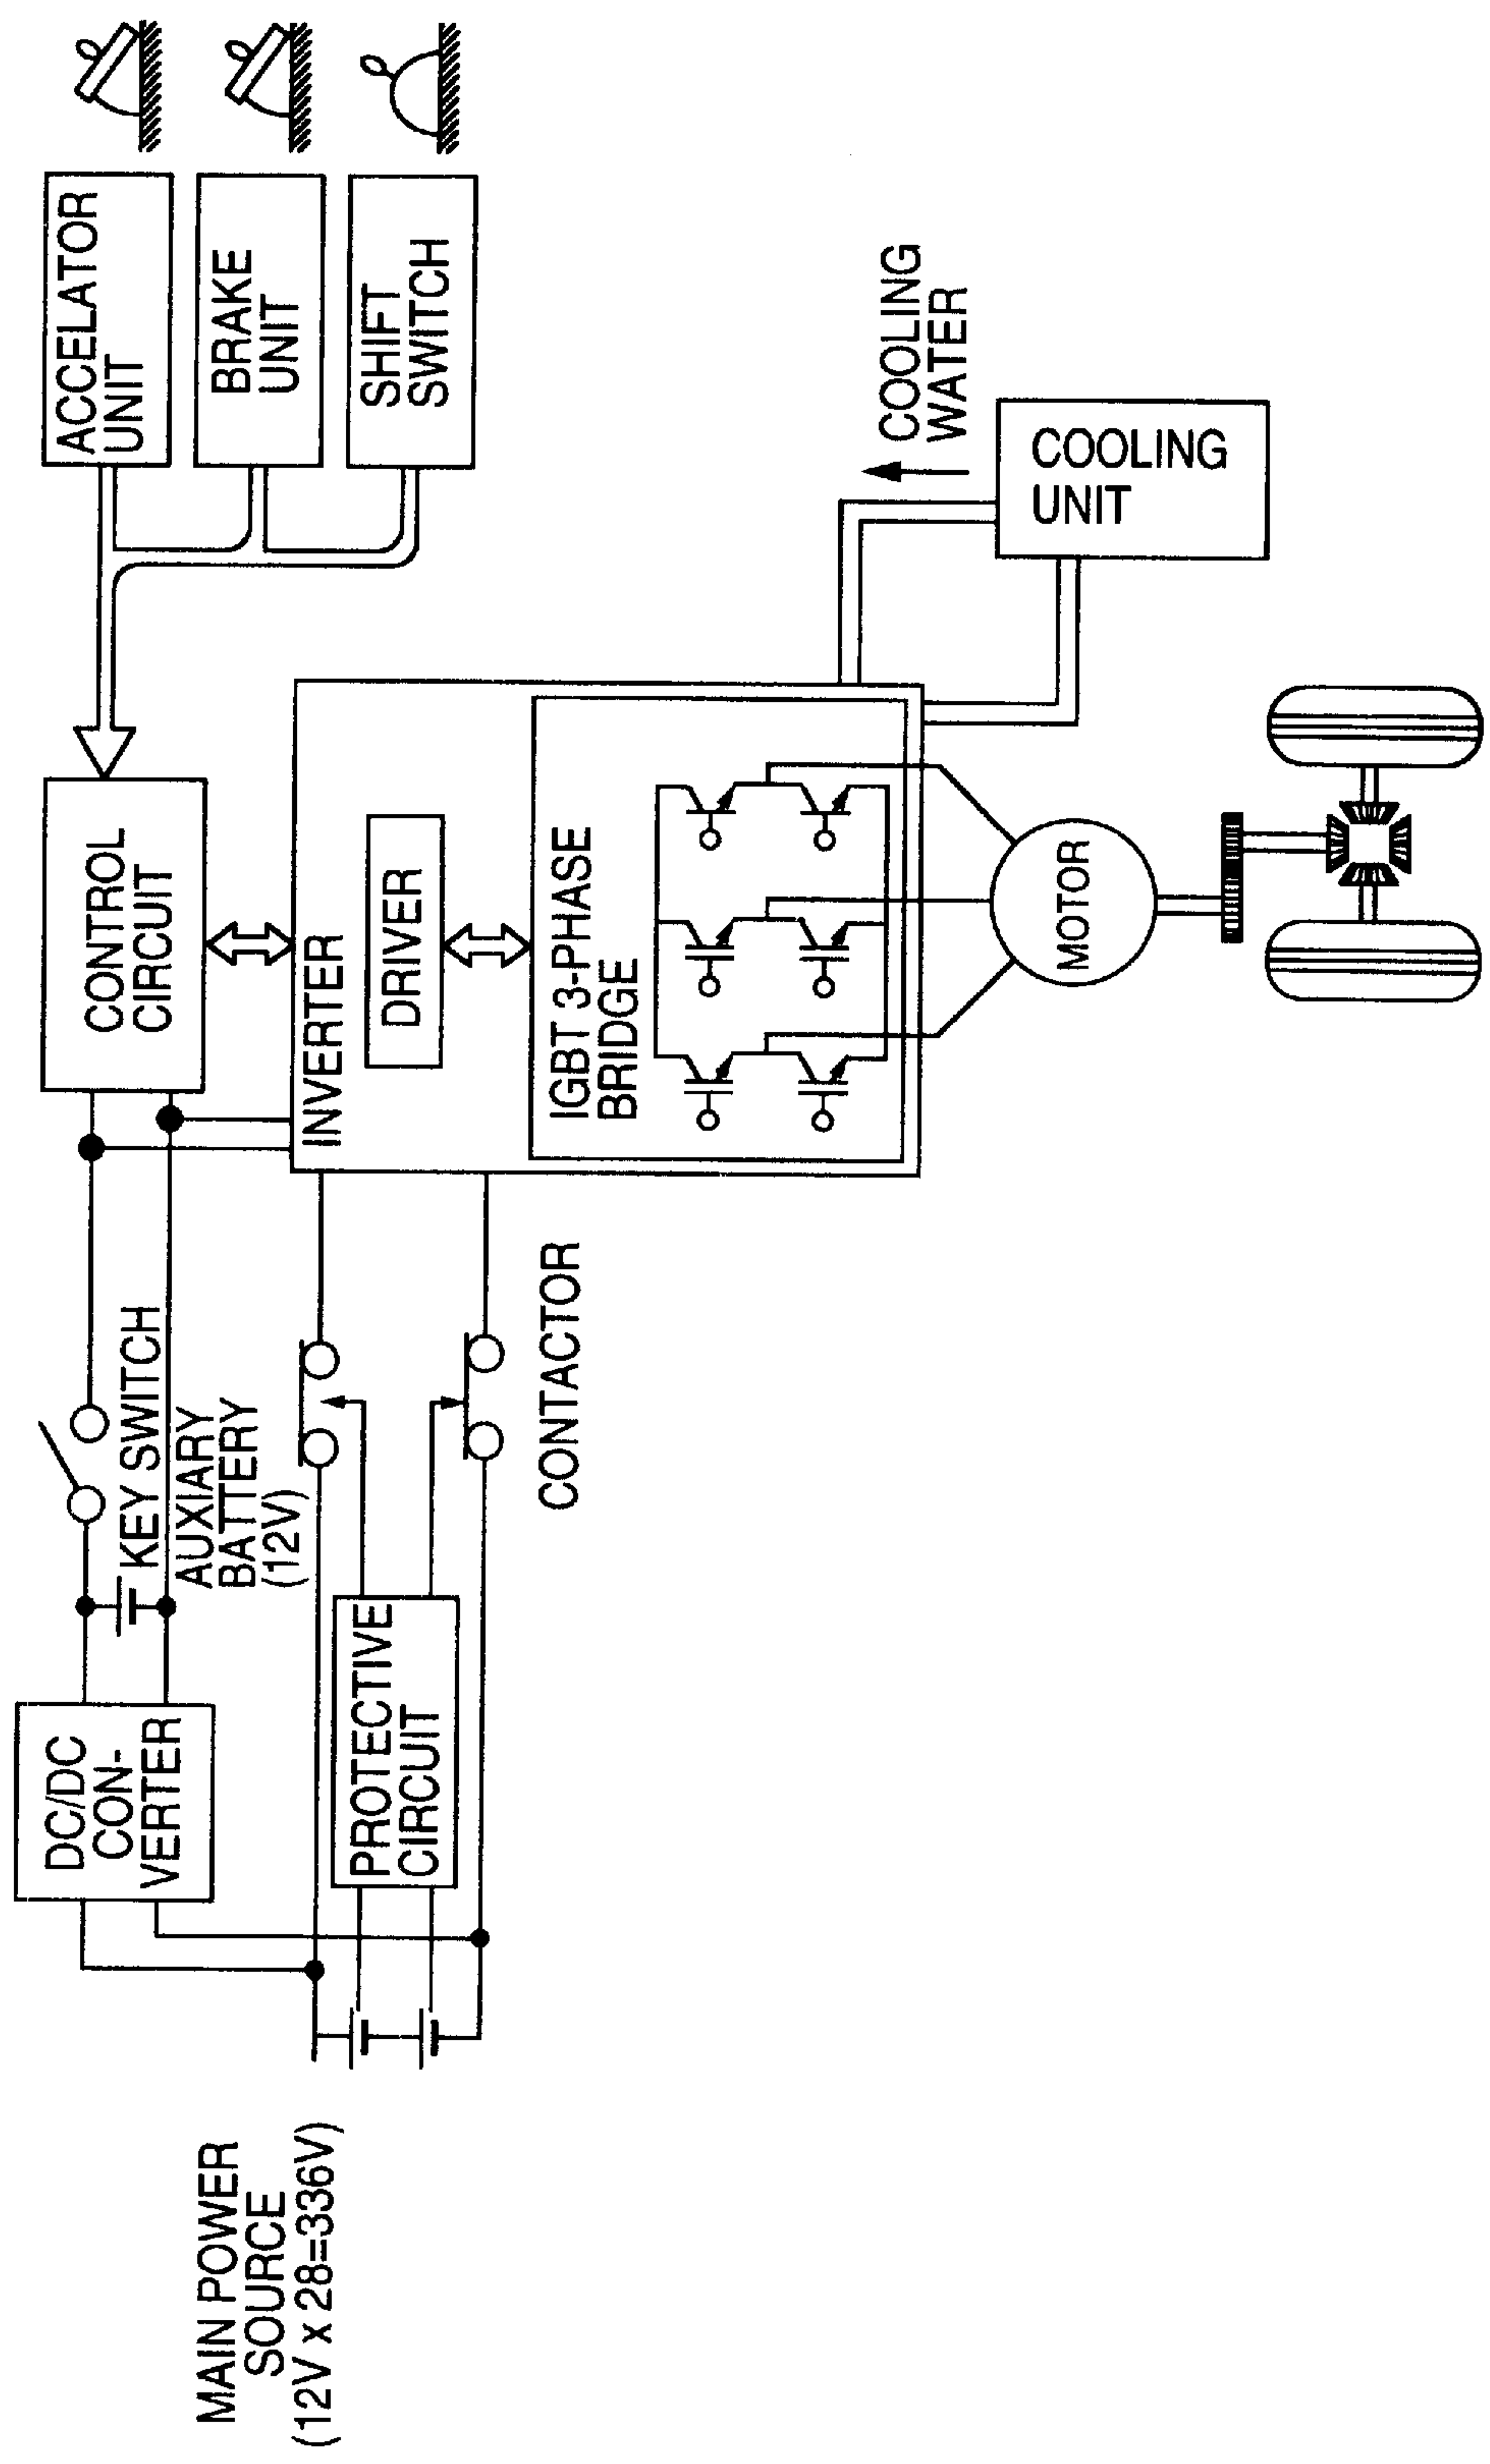 ACCELATOR
UNIT
BRAKE
UNIT
SHIFT
SWITCH
COOLING
WATER
COOLING
UNIT
CONTROL
CIRCUIT
INVERTER
DRIVER
IGBT 3-PHASE
BRIDGE
MOTOR
KEY SWITCH
AUXIARY
BATTERY
(12V)
CONTACTOR
DC/DC
CON-
VERTER
PROTECTIVE
CIRCUIT
MAIN POWER
SOURCE
(12V x 28=336V)